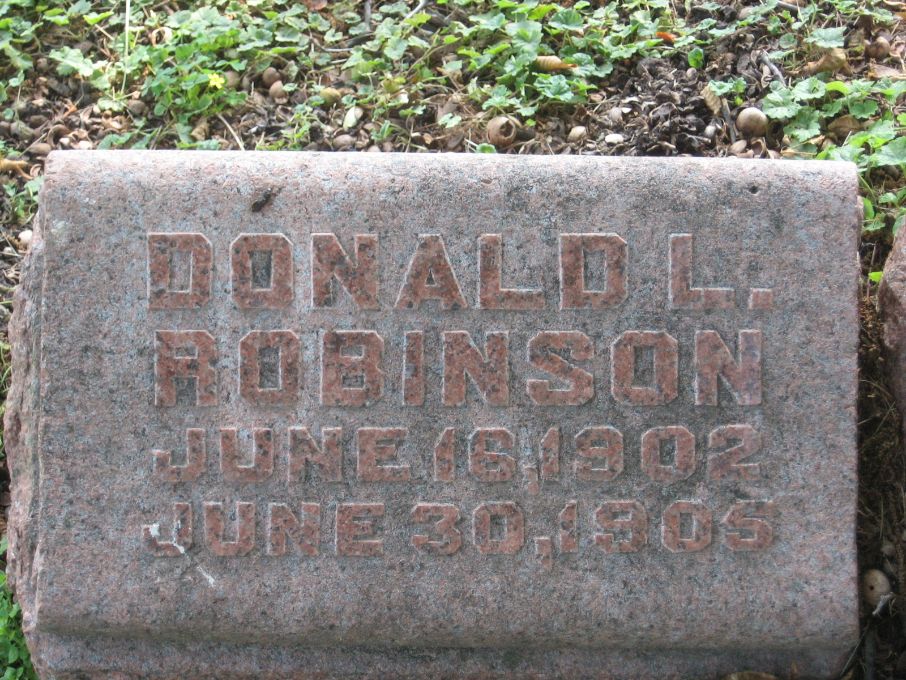 DONALD L.
ROBINSON
JUNE 16, 1902
JUNE 30, 1905